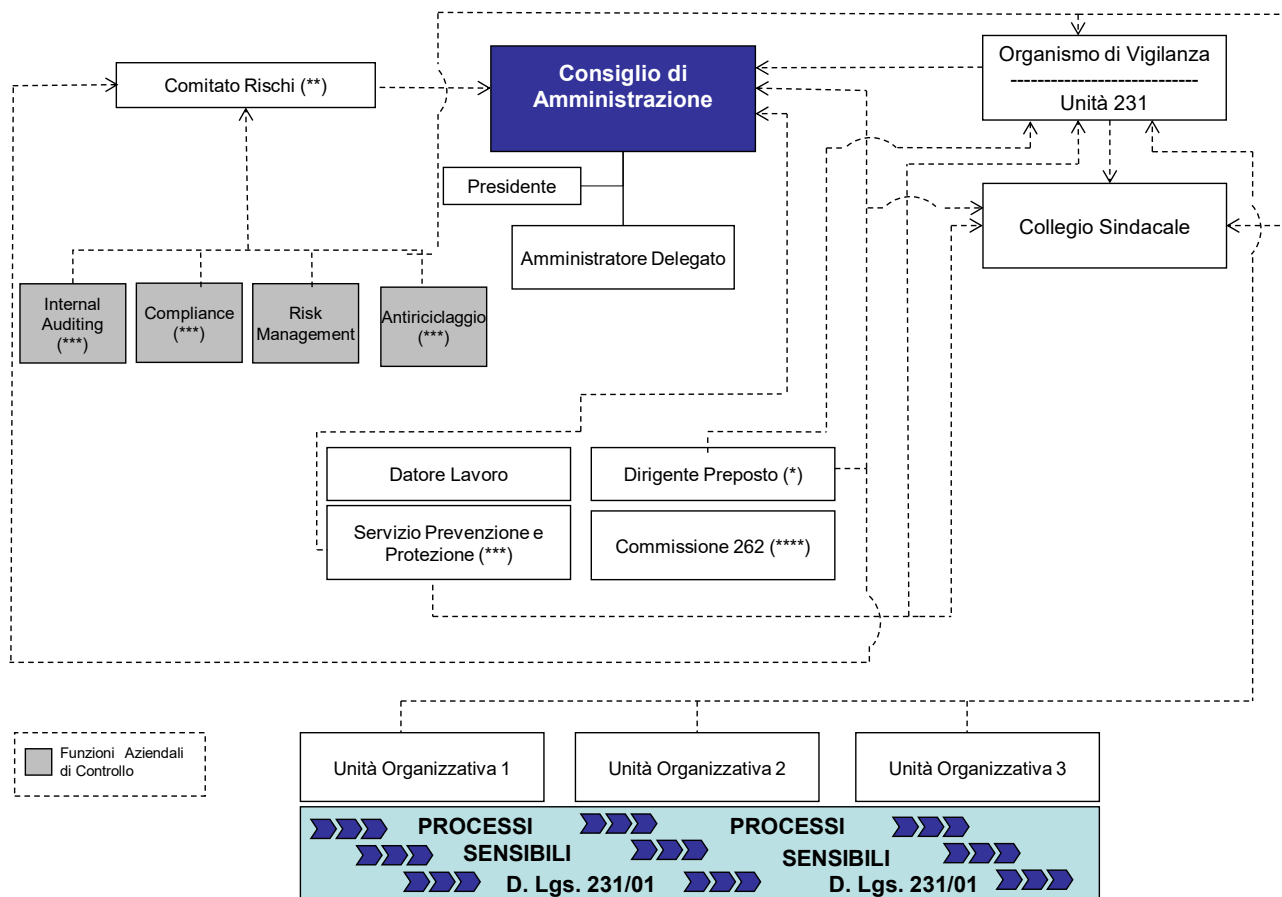 Organismo di Vigilanza
----------------------------
Unità 231
Consiglio di
Amministrazione
Comitato Rischi (**)
Presidente
Collegio Sindacale
Amministratore Delegato
Internal
Auditing
(***)
Compliance
(***)
Risk
Management
Antiriciclaggio
(***)
Datore Lavoro
Dirigente Preposto (*)
Servizio Prevenzione e
Protezione (***)
Commissione 262 (****)
Funzioni Aziendali
di Controllo
Unità Organizzativa 1
Unità Organizzativa 2
Unità Organizzativa 3
PROCESSI
SENSIBILI
D. Lgs. 231/01
PROCESSI
SENSIBILI
D. Lgs. 231/01